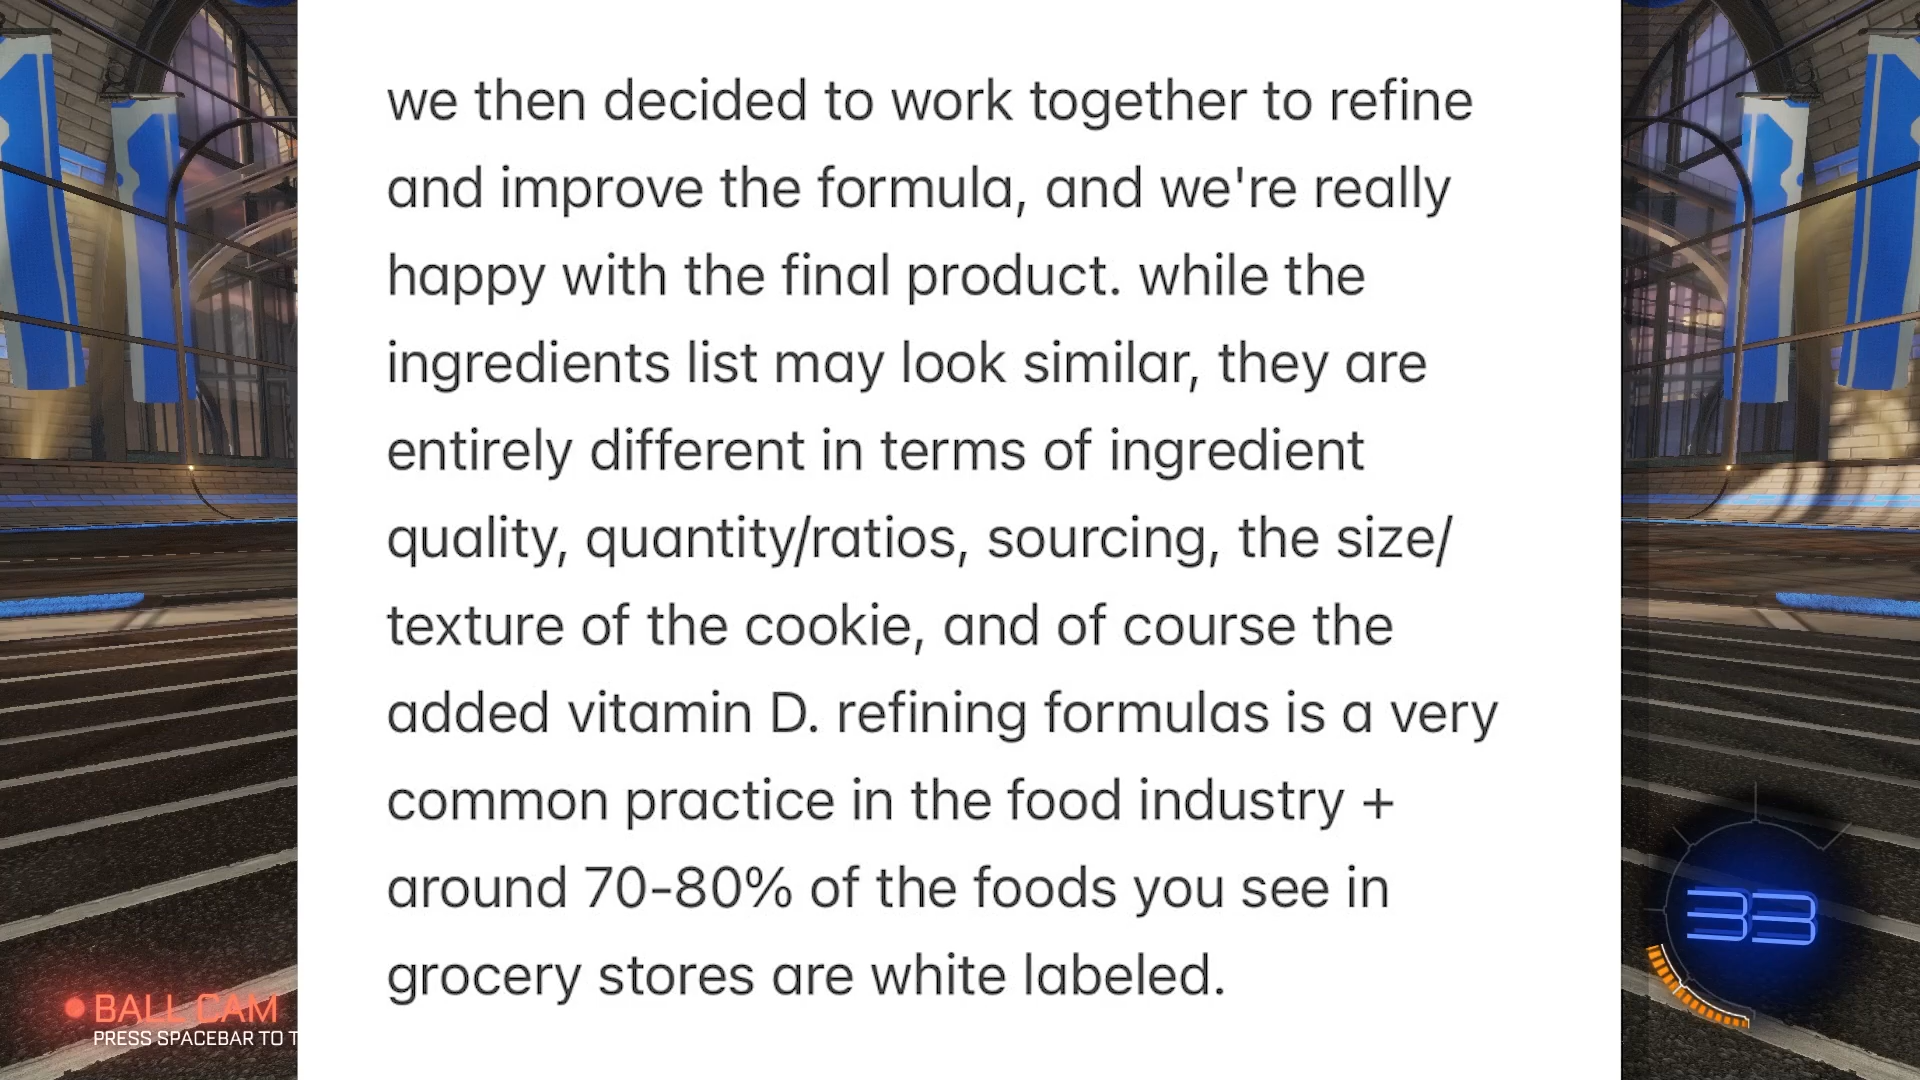 we then decided to work together to refine
and improve the formula, and we're really
happy with the final product. while the
ingredients list may look similar, they are
entirely different in terms of ingredient
quality, quantity/ratios, sourcing, the size/
texture of the cookie, and of course the
added vitamin D. refining formulas is a very
common practice in the food industry +
around 70-80% of the foods you see in
grocery stores are white labeled.
BALL CAM
PRESS SPACEBAR TO T
33